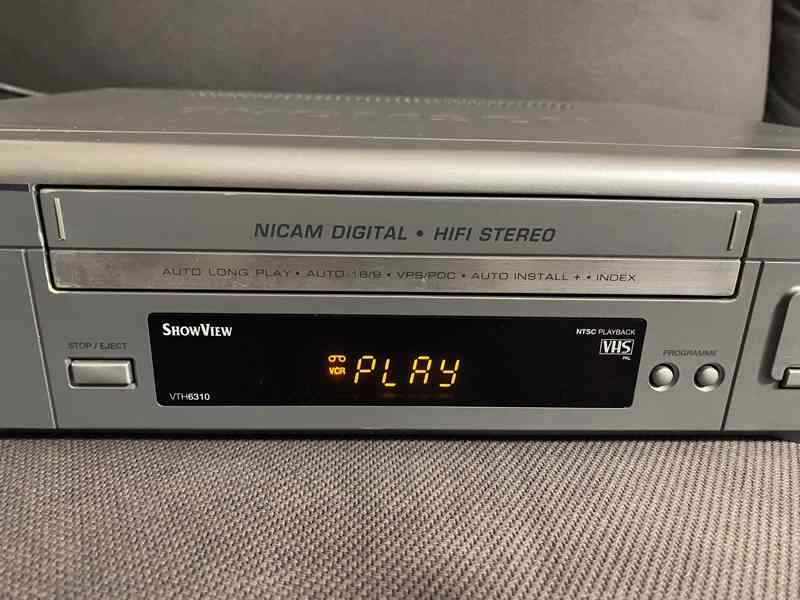 NICAM DIGITAL • HIFI STEREO
AUTO LONG PLAY • AUTO 16/9 • VPS/PDC • AUTO INSTALL + • INDEX
STOP / EJECT
SHOWVIEW
VTH6310
VCR
PLAY
NTSC PLAYBACK
VHS
PAL
PROGRAMME